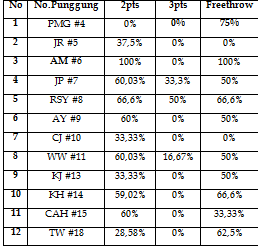 No No.Punggung 2pts 3pts Freethrow
1 PMG #4 0% 0% 75%
2 JR #5 37,5% 0% 0%
3 AM #6 100% 0% 100%
4 JP #7 60,03% 33,3% 50%
5 RSY #8 66,6% 50% 66,6%
6 AY #9 60% 0% 50%
7 CJ #10 33,33% 0% 0%
8 WW #11 60,03% 16,67% 50%
9 KJ #13 33,33% 0% 50%
10 KH #14 59,02% 0% 66,6%
11 CAH #15 60% 0% 33,33%
12 TW #18 28,58% 0% 62,5%